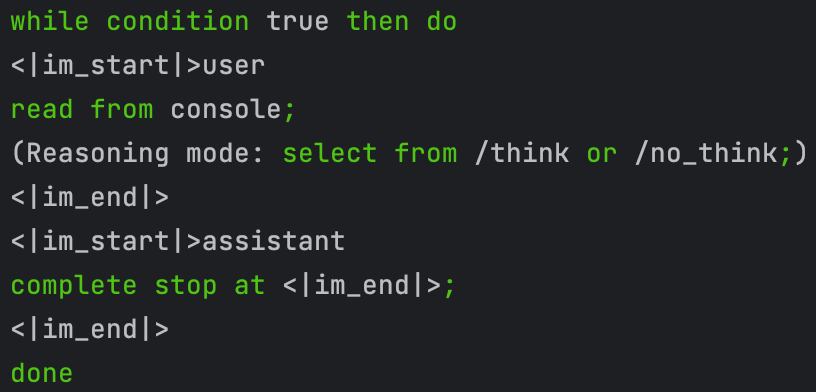 while condition true then do
<|im_start|>user
read from console;
(Reasoning mode: select from /think or /no_think;)
<|im_end|>
<|im_start|>assistant
complete stop at <|im_end|>;
<|im_end|>
done